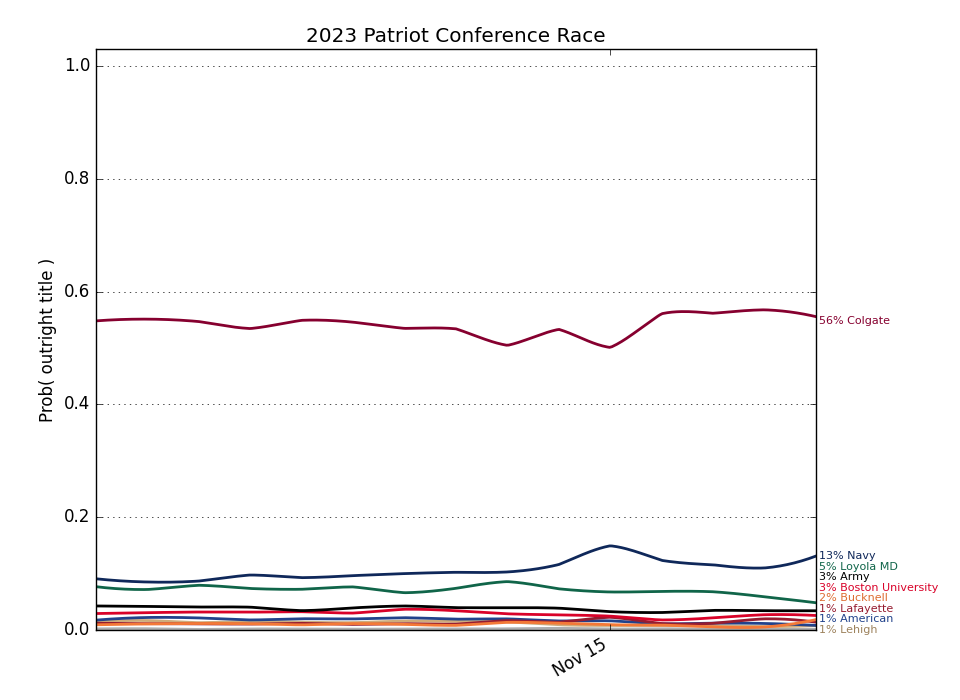 2023 Patriot Conference Race
Prob( outright title )
1.0
0.8
0.6
0.4
0.2
0.0
Nov 15
56% Colgate
13% Navy
5% Loyola MD
3% Army
3% Boston University
2% Bucknell
1% Lafayette
1% American
1% Lehigh